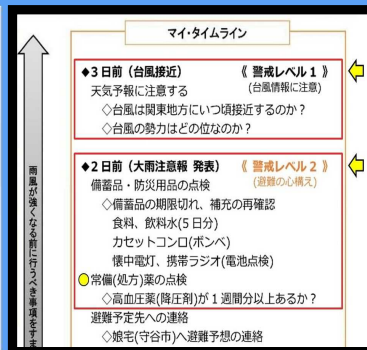 マイ・タイムライン
◆3日前（台風接近） 《 警戒レベル1 》
天気予報に注意する (台風情報に注意)
◇台風は関東地方にいつ頃接近するのか？
◇台風の勢力はどの位なのか？
◆2日前（大雨注意報 発表） 《 警戒レベル2 》
備蓄品・防災用品の点検 (避難の心構え)
◇備蓄品の期限切れ、補充の再確認
食料、飲料水(5日分)
カセットコンロ(ボンベ)
懐中電灯、携帯ラジオ(電池点検)
常備(処方)薬の点検
◇高血圧薬(降圧剤)が1週間分以上あるか？
避難予定先への連絡
◇娘宅(守谷市)へ避難予想の連絡
雨風が強くなる前に行うべき事項をすま